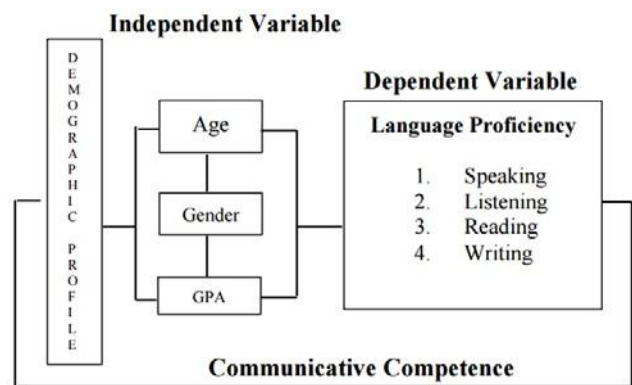 Independent Variable
DEMOGRAPHIC PROFILE
Age
Gender
GPA
Dependent Variable
Language Proficiency
1. Speaking
2. Listening
3. Reading
4. Writing
Communicative Competence